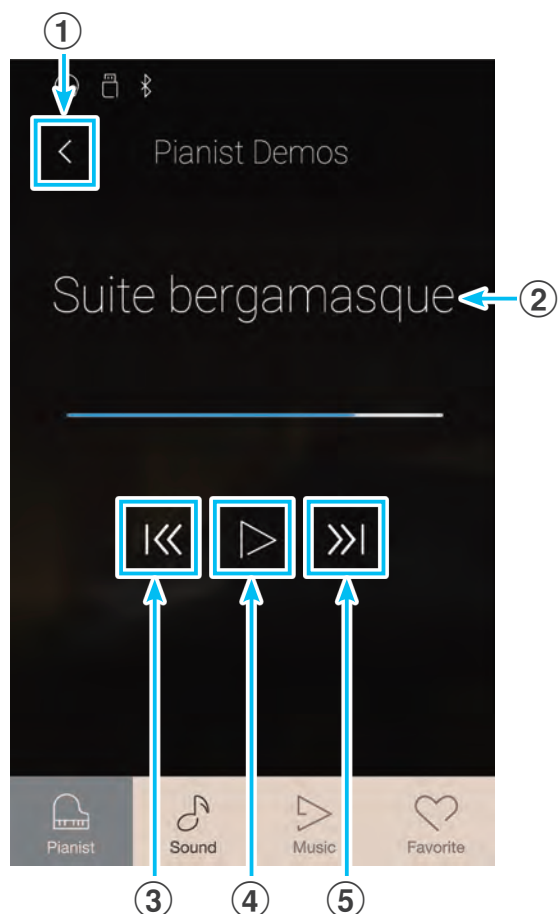 ①
Pianist Demos
Suite bergamasque
②
Pianist Sound Music Favorite
③ ④ ⑤